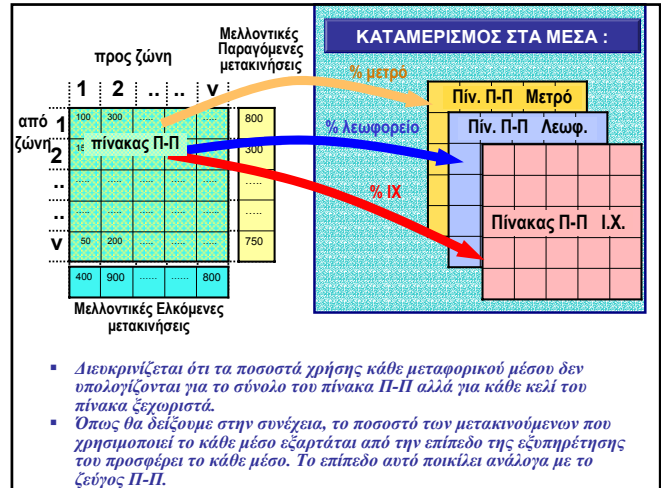 Μελλοντικές
Παραγόμενες
μετακινήσεις
προς ζώνη
1 2 .. .. ν
από
ζώνη
1 100 300 ..... ..... 800
2 300
πίνακας Π-Π
.. ..... ..... ..... ..... ..... .....
.. ..... ..... ..... ..... ..... .....
ν 50 200 ..... ..... ..... 750
400 900 ...... ...... 800
Μελλοντικές Ελκόμενες
μετακινήσεις
ΚΑΤΑΜΕΡΙΣΜΟΣ ΣΤΑ ΜΕΣΑ :
% μετρό
% λεωφορείο
% ΙΧ
Πίν. Π-Π Μετρό
Πίν. Π-Π Λεωφ.
Πίνακας Π-Π Ι.Χ.
▪ Διευκρινίζεται ότι τα ποσοστά χρήσης κάθε μεταφορικού μέσου δεν
υπολογίζονται για το σύνολο του πίνακα Π-Π αλλά για κάθε κελί του
πίνακα ξεχωριστά.
▪ Όπως θα δείξουμε στην συνέχεια, το ποσοστό των μετακινούμενων που
χρησιμοποιεί το κάθε μέσο εξαρτάται από την επίπεδο της εξυπηρέτησης
του προσφέρει το κάθε μέσο. Το επίπεδο αυτό ποικίλει ανάλογα με το
ζεύγος Π-Π.